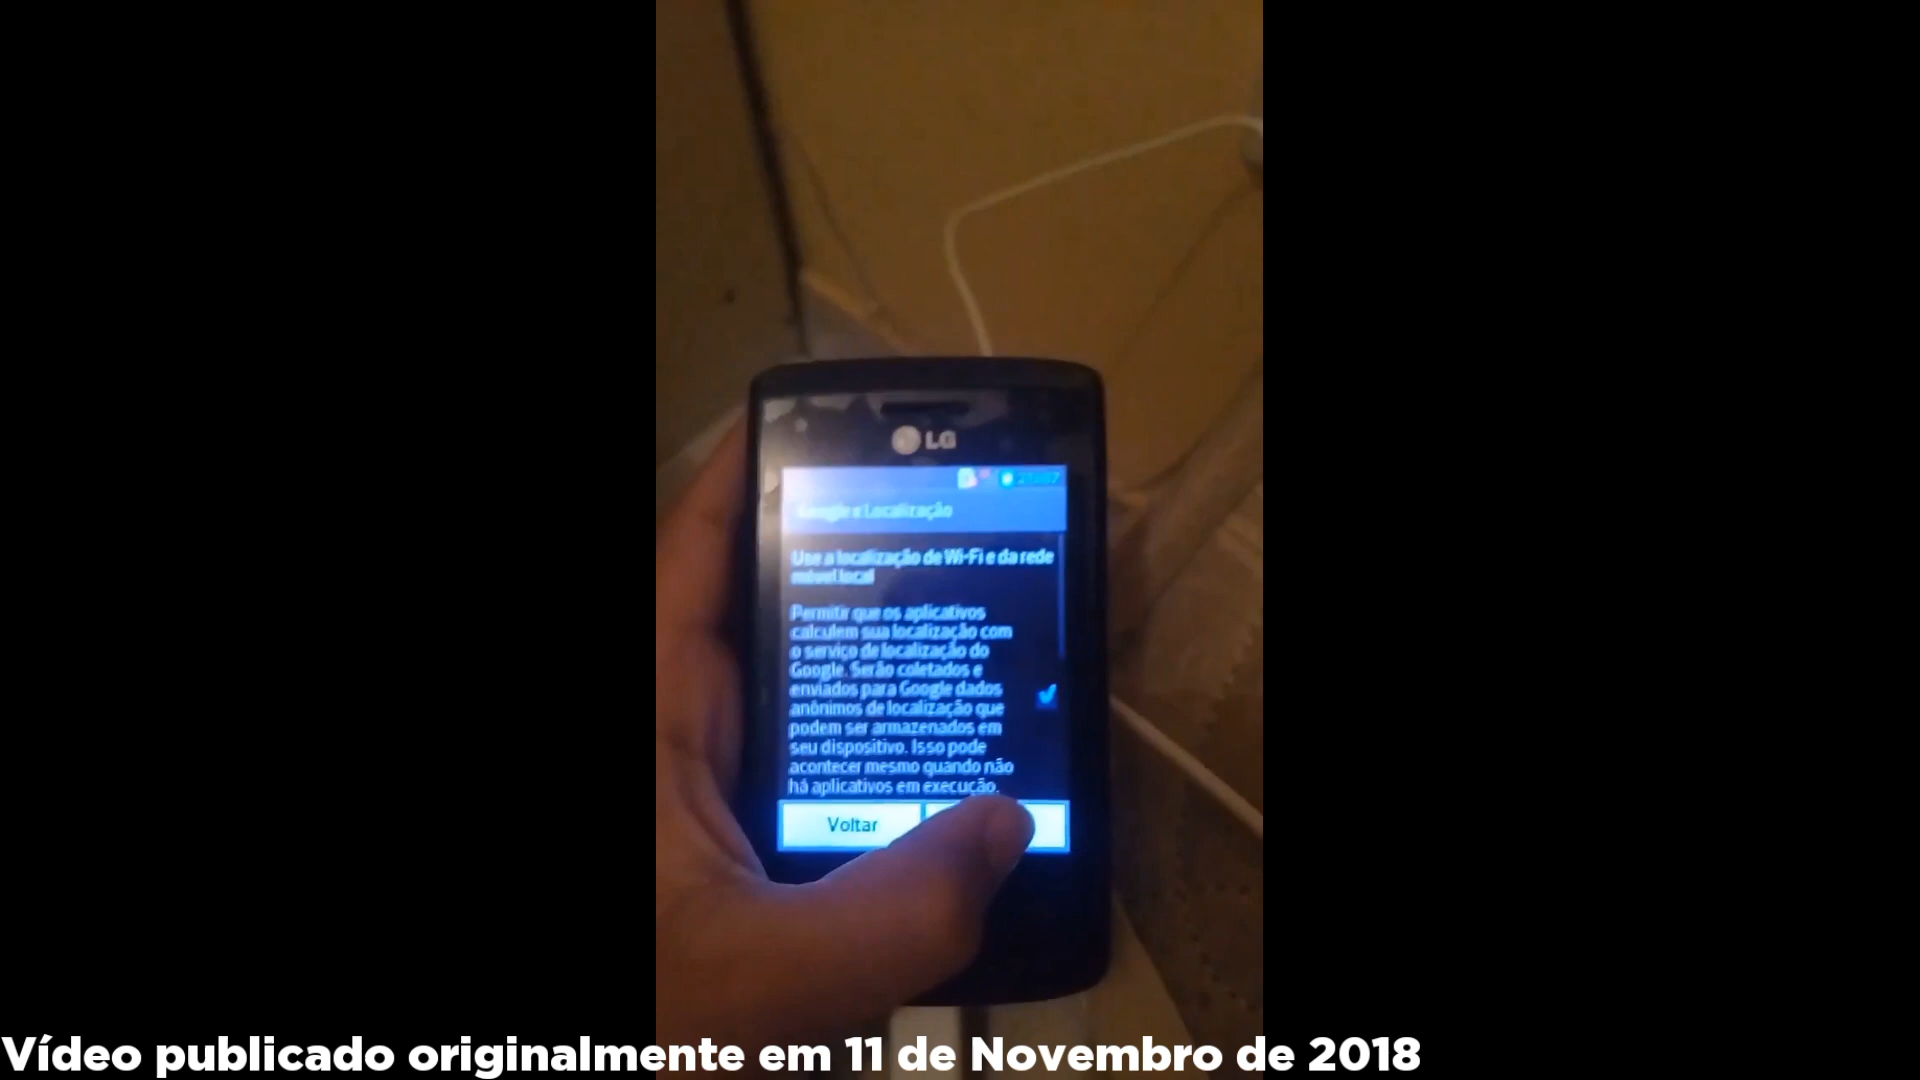 LG
Google e Localização
Use a localização de Wi-Fi e da rede
móvel local
Permitir que os aplicativos
calculem sua localização com
o serviço de localização do
Google. Serão coletados e
enviados para Google dados
anônimos de localização que
podem ser armazenados em
seu dispositivo. Isso pode
acontecer mesmo quando não
há aplicativos em execução.
Voltar
Vídeo publicado originalmente em 11 de Novembro de 2018